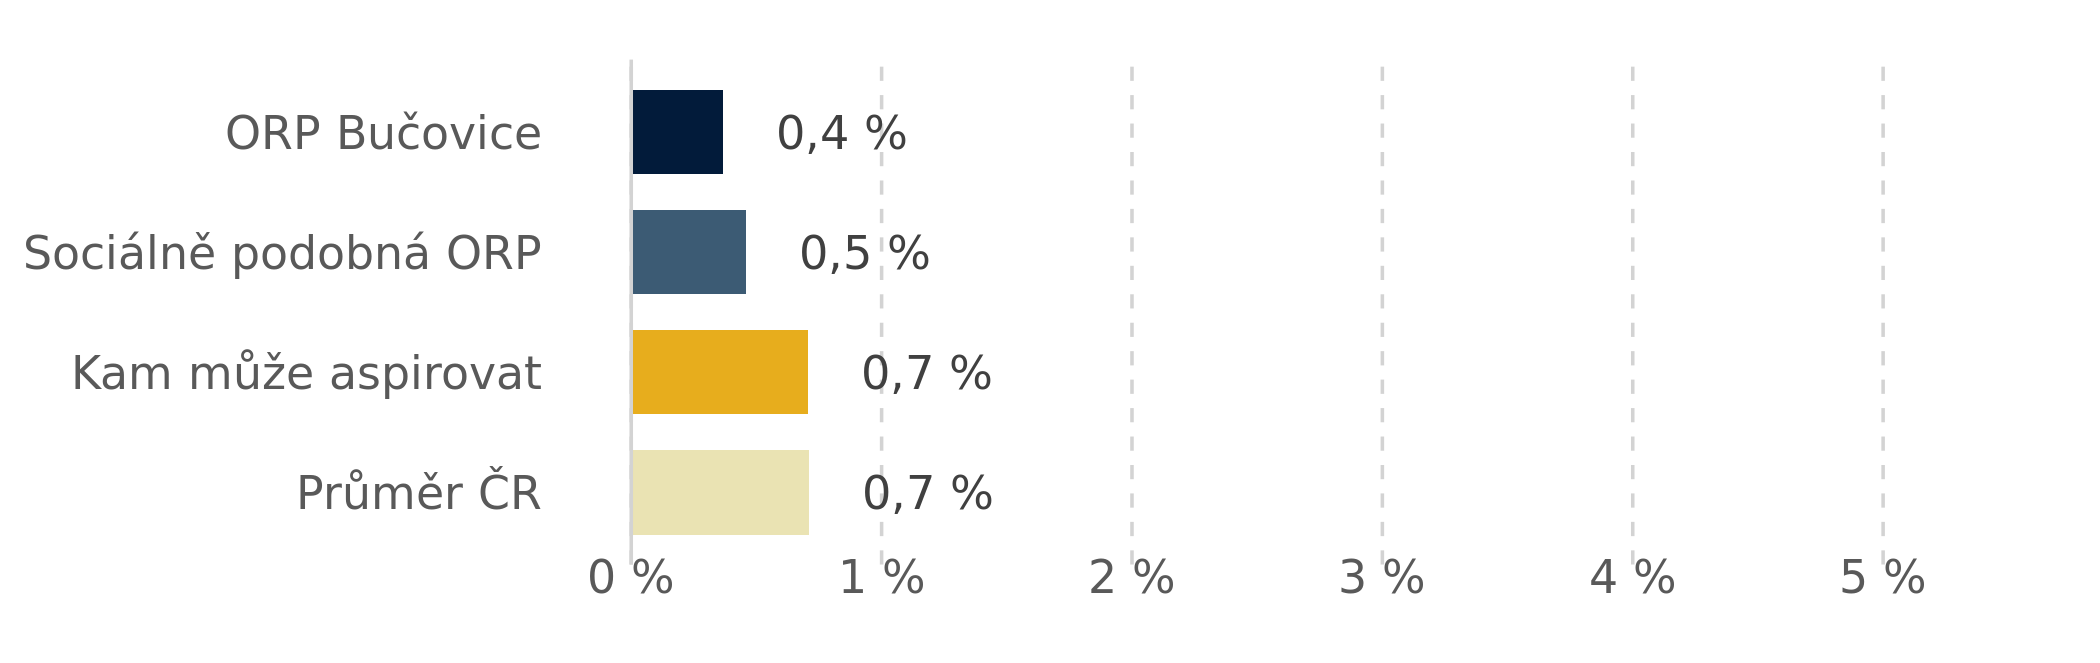 ORP Bučovice 0,4 %
Sociálně podobná ORP 0,5 %
Kam může aspirovat 0,7 %
Průměr ČR 0,7 %
0 % 1 % 2 % 3 % 4 % 5 %